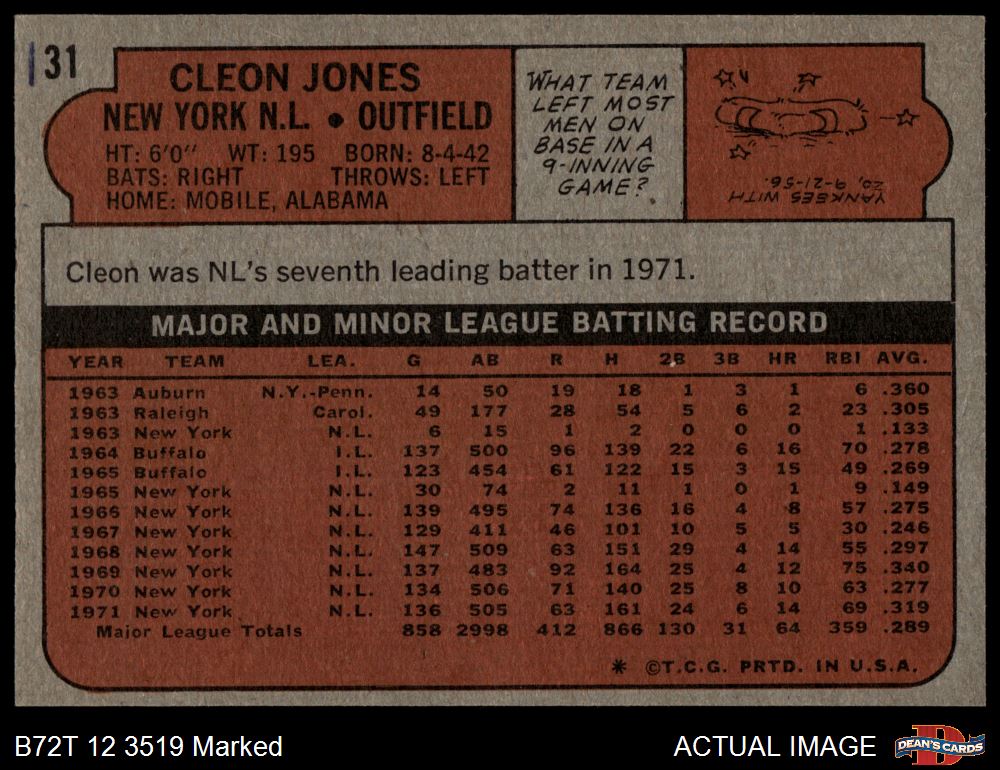 31
CLEON JONES
NEW YORK N.L. • OUTFIELD
HT: 6'0" WT: 195 BORN: 8-4-42
BATS: RIGHT THROWS: LEFT
HOME: MOBILE, ALABAMA
WHAT TEAM
LEFT MOST
MEN ON
BASE IN A
9-INNING
GAME?
YANKEES WITH
20, 9-21-56.
Cleon was NL's seventh leading batter in 1971.
MAJOR AND MINOR LEAGUE BATTING RECORD
YEAR TEAM LEA. G AB R H 2B 3B HR RBI AVG.
1963 Auburn N.Y.-Penn. 14 50 19 18 1 3 1 6 .360
1963 Raleigh Carol. 49 177 28 54 5 6 2 23 .305
1963 New York N.L. 6 15 1 2 0 0 0 1 .133
1964 Buffalo I.L. 137 500 96 139 22 6 16 70 .278
1965 Buffalo I.L. 123 454 61 122 15 3 15 49 .269
1965 New York N.L. 30 74 2 11 1 0 1 9 .149
1966 New York N.L. 139 495 74 136 16 4 8 57 .275
1967 New York N.L. 129 411 46 101 10 5 5 30 .246
1968 New York N.L. 147 509 63 151 29 4 14 55 .297
1969 New York N.L. 137 483 92 164 25 4 12 75 .340
1970 New York N.L. 134 506 71 140 25 8 10 63 .277
1971 New York N.L. 136 505 63 161 24 6 14 69 .319
Major League Totals 858 2998 412 866 130 31 64 359 .289
* ©T.C.G. PRTD. IN U.S.A.
B72T 12 3519 Marked
ACTUAL IMAGE
DEAN'S CARDS